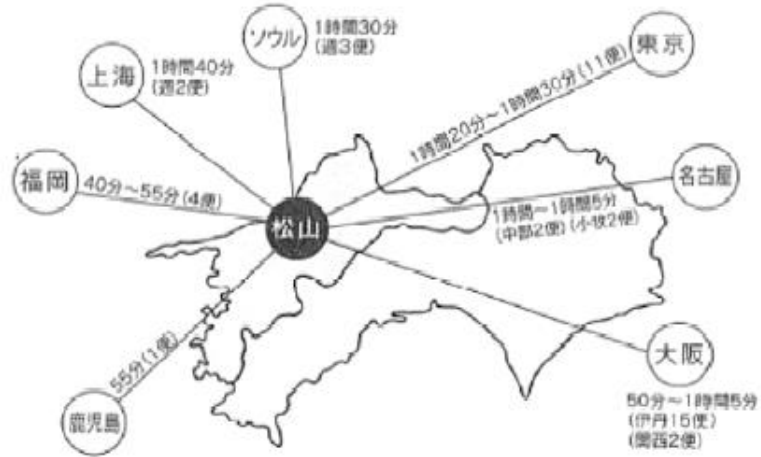 ソウル
1時間30分
(週3便)
東京
上海
1時間40分
(週2便)
1時間20分～1時間30分(11便)
福岡
40分～55分(4便)
名古屋
1時間～1時間5分
(中部2便)(小牧2便)
松山
55分(1便)
大阪
50分～1時間5分
(伊丹15便)
(関西2便)
鹿児島